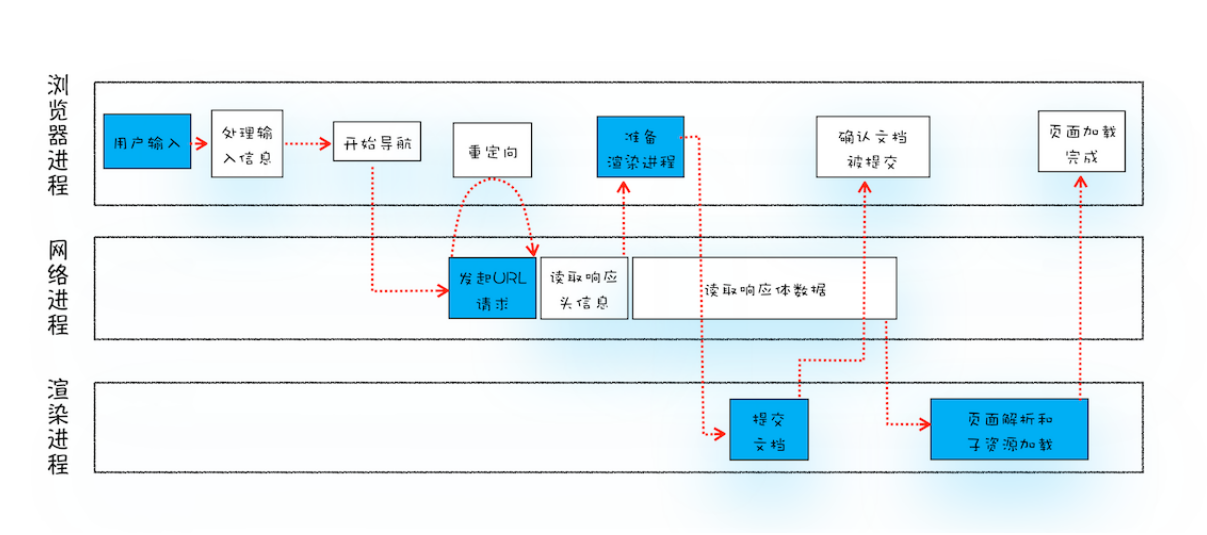 浏览器进程
用户输入
处理输
入信息
开始导航
重定向
准备
渲染进程
确认文档
被提交
页面加载
完成
网络进程
发起URL
请求
读取响应
头信息
读取响应体数据
渲染进程
提交
文档
页面解析和
子资源加载